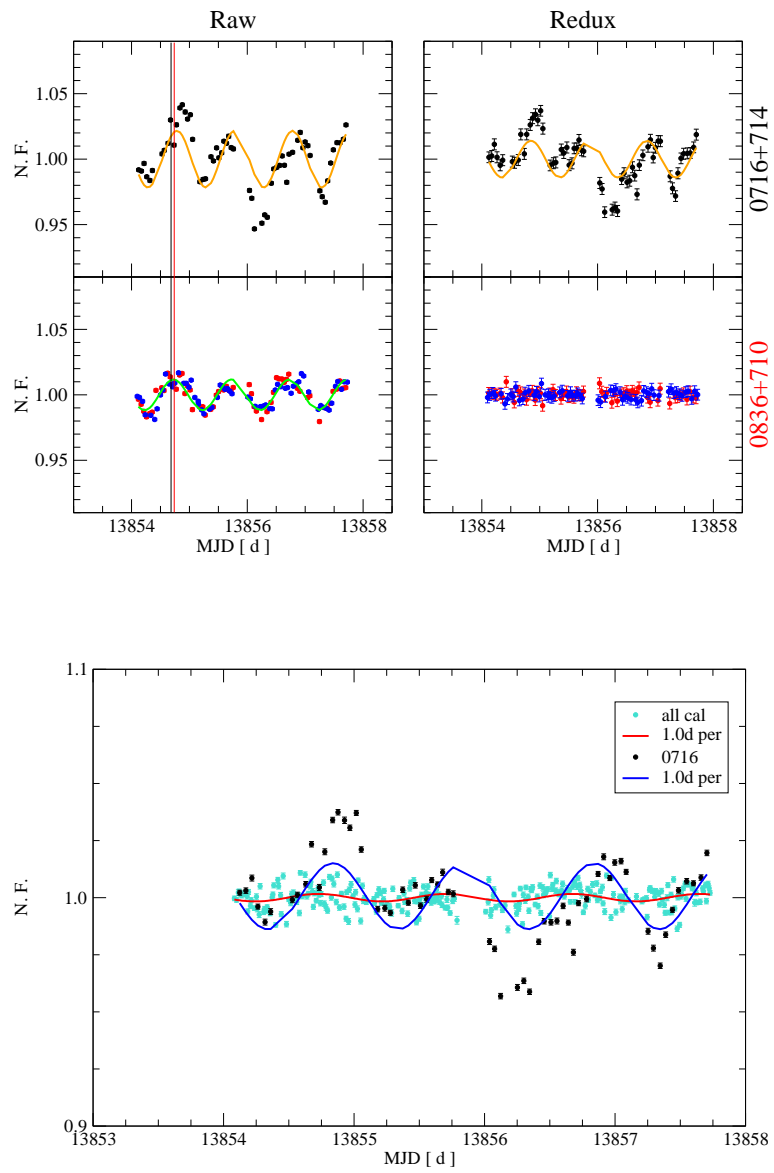 Raw
Redux
1.05
1.00
0.95
N. F.
N. F.
0716+714
1.05
1.00
0.95
N. F.
N. F.
0836+710
13854
13856
13858
13854
13856
13858
MJD [ d ]
MJD [ d ]
1.1
all cal
1.0d per
0716
1.0d per
1.0
N. F.
0.9
13853
13854
13855
13856
13857
13858
MJD [ d ]